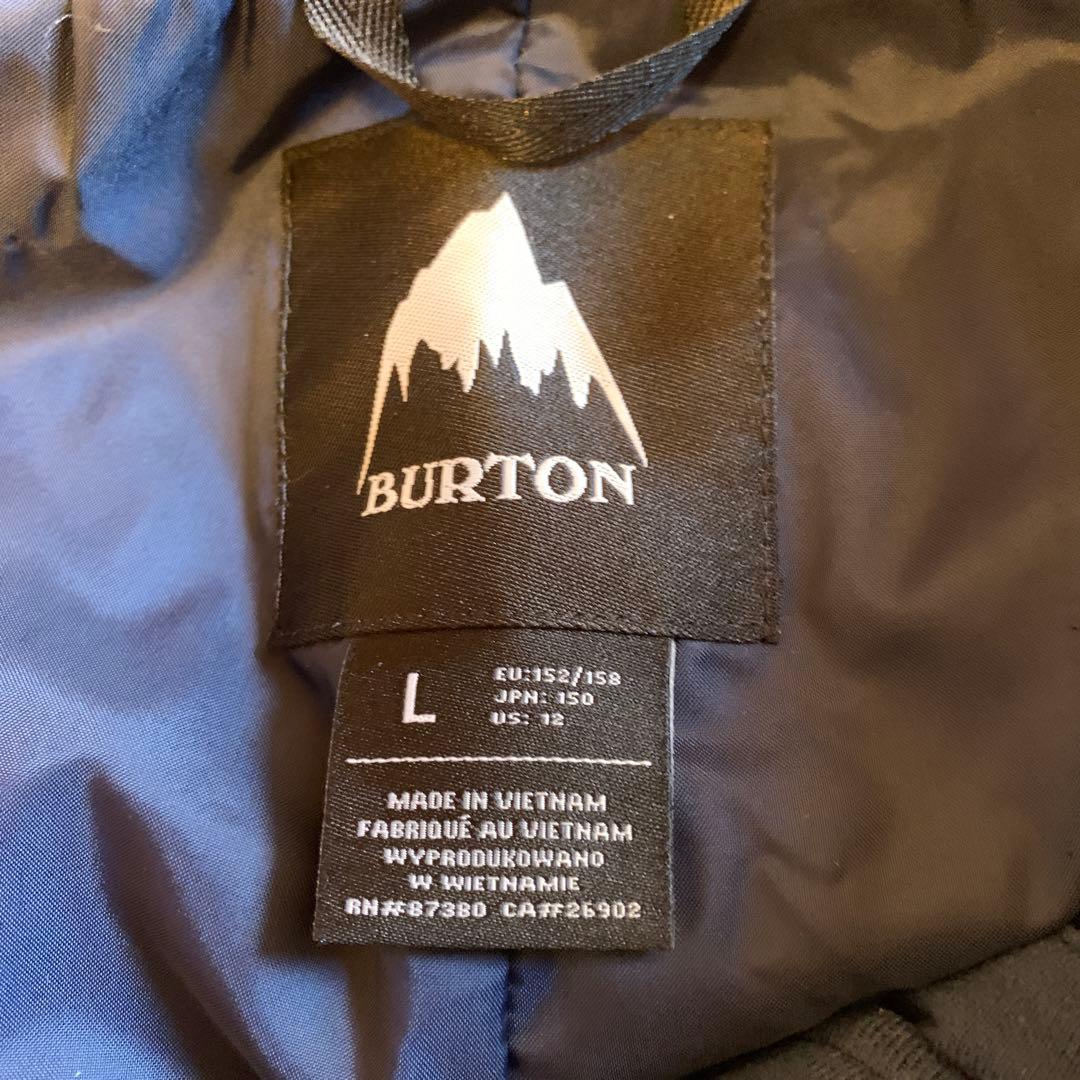 BURTON
L
EU:152/158
JPN: 150
US: 12
MADE IN VIETNAM
FABRIQUÉ AU VIETNAM
WYPRODUKOWANO
W WIETNAMIE
RN#87380 CA#26902